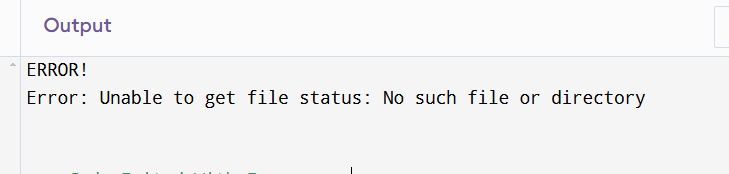 Output
ERROR!
Error: Unable to get file status: No such file or directory